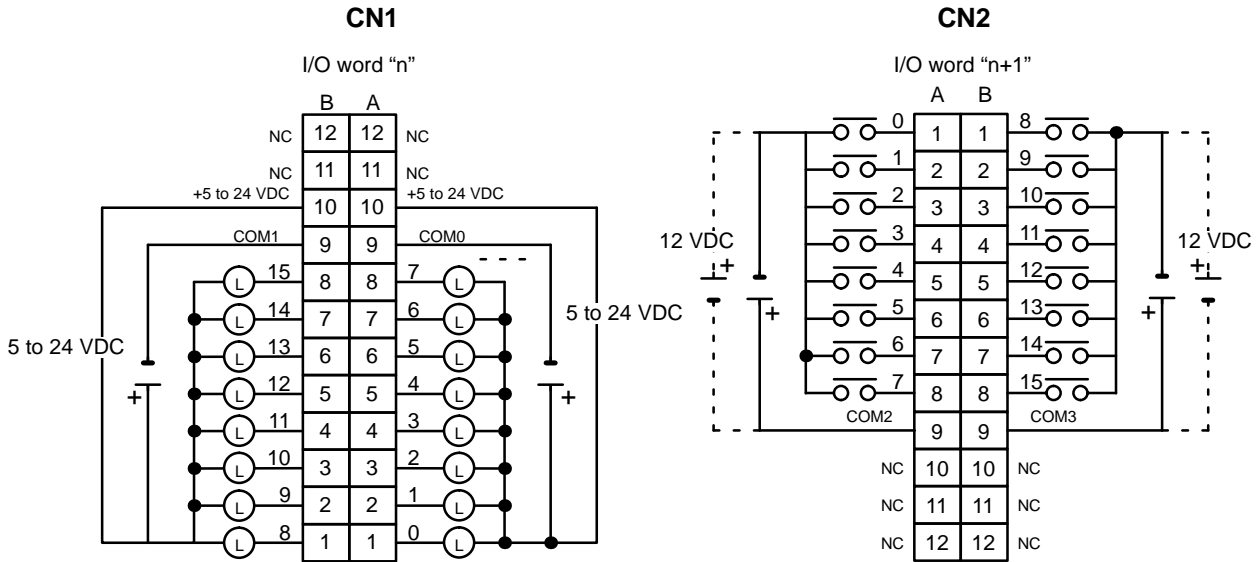 CN1
I/O word “n”
B A
NC 12 12 NC
NC 11 11 NC
+5 to 24 VDC 10 10 +5 to 24 VDC
COM1 9 9 COM0
L 15 8 8 7 L
L 14 7 7 6 L
L 13 6 6 5 L
L 12 5 5 4 L
L 11 4 4 3 L
L 10 3 3 2 L
L 9 2 2 1 L
L 8 1 1 0 L
5 to 24 VDC
+
5 to 24 VDC
+
CN2
I/O word “n+1”
A B
0 1 1 8
1 2 2 9
2 3 3 10
3 4 4 11
4 5 5 12
5 6 6 13
6 7 7 14
7 8 8 15
COM2 9 9 COM3
NC 10 10 NC
NC 11 11 NC
NC 12 12 NC
12 VDC
+
+
12 VDC
+
+